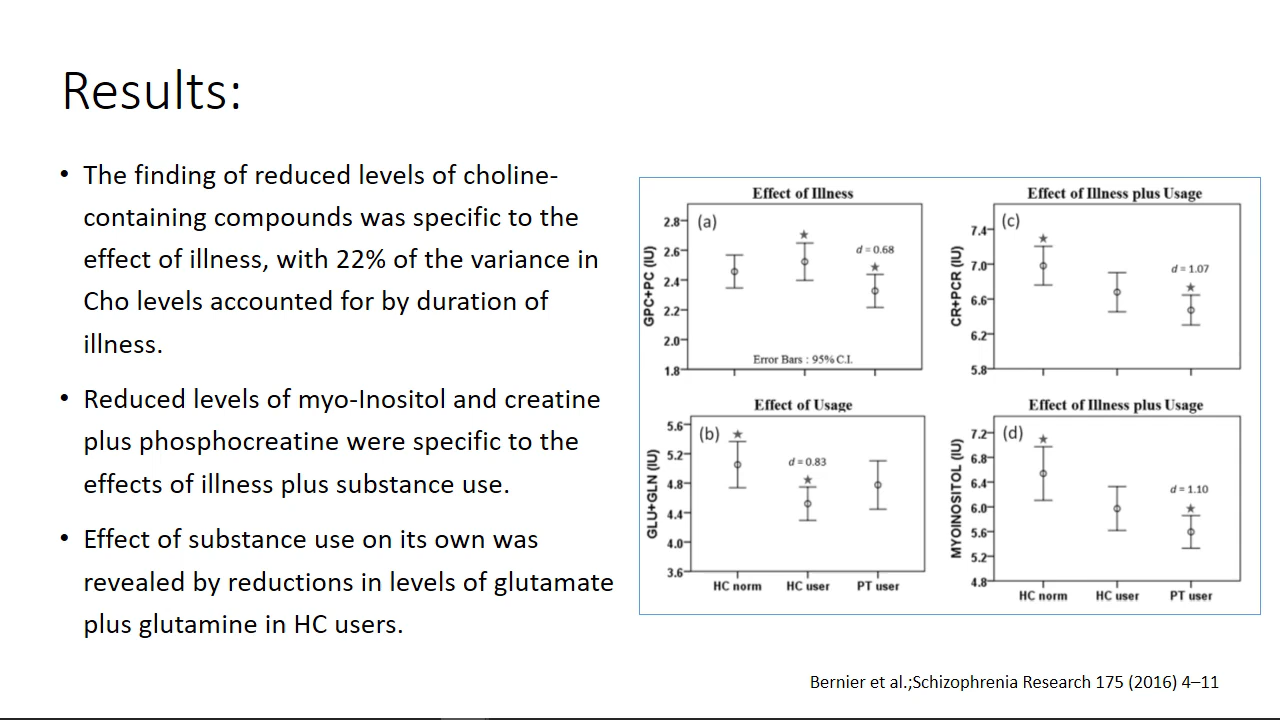 Results:
• The finding of reduced levels of choline-
containing compounds was specific to the
effect of illness, with 22% of the variance in
Cho levels accounted for by duration of
illness.
• Reduced levels of myo-Inositol and creatine
plus phosphocreatine were specific to the
effects of illness plus substance use.
• Effect of substance use on its own was
revealed by reductions in levels of glutamate
plus glutamine in HC users.
Effect of Illness
(a)
GPC+PC (IU)
2.8
2.6
2.4
2.2
2.0
1.8
★
d = 0.68
★
Error Bars : 95% C.I.
Effect of Illness plus Usage
(c)
CR+PCR (IU)
7.4
7.0
6.6
6.2
5.8
★
d = 1.07
★
Effect of Usage
(b)
GLU+GLN (IU)
5.6
5.2
4.8
4.4
4.0
3.6
★
d = 0.83
★
HC norm HC user PT user
Effect of Illness plus Usage
(d)
MYOINOSITOL (IU)
7.2
6.8
6.4
6.0
5.6
5.2
4.8
★
d = 1.10
★
HC norm HC user PT user
Bernier et al.;Schizophrenia Research 175 (2016) 4–11